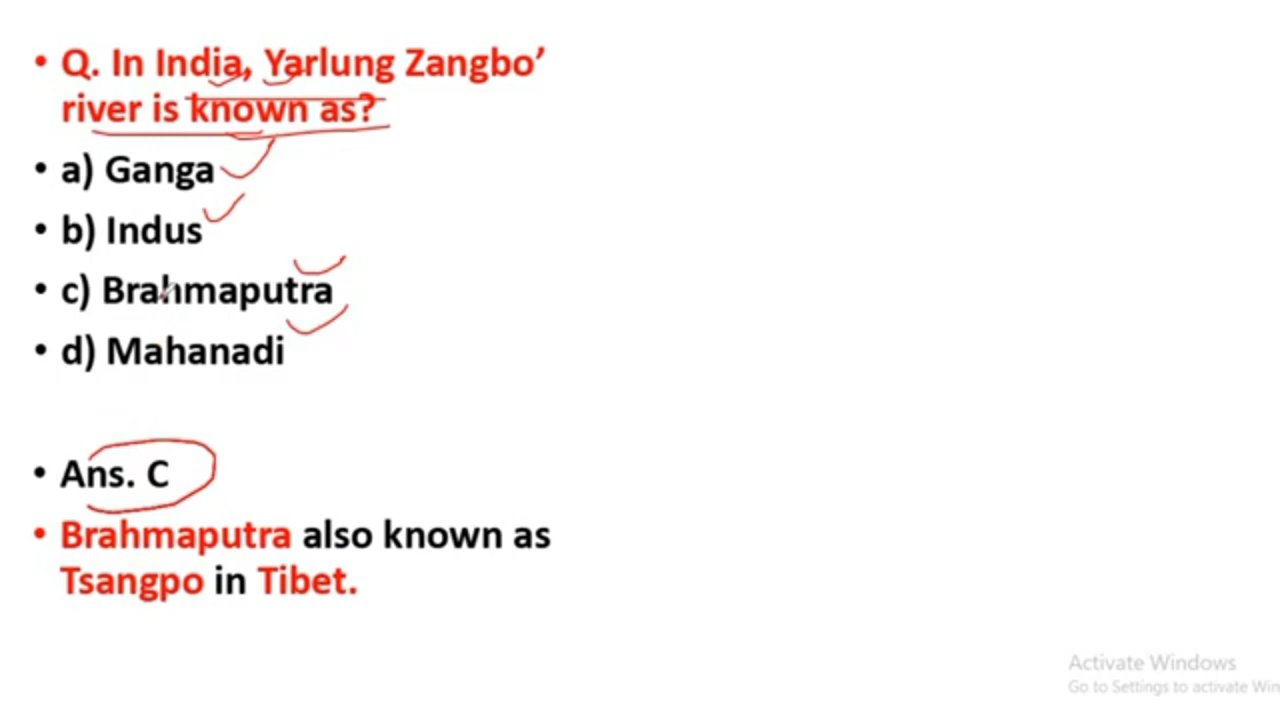 • Q. In India, Yarlung Zangbo’
river is known as?
• a) Ganga
• b) Indus
• c) Brahmaputra
• d) Mahanadi
• Ans. C
• Brahmaputra also known as
Tsangpo in Tibet.
Activate Windows
Go to Settings to activate Win